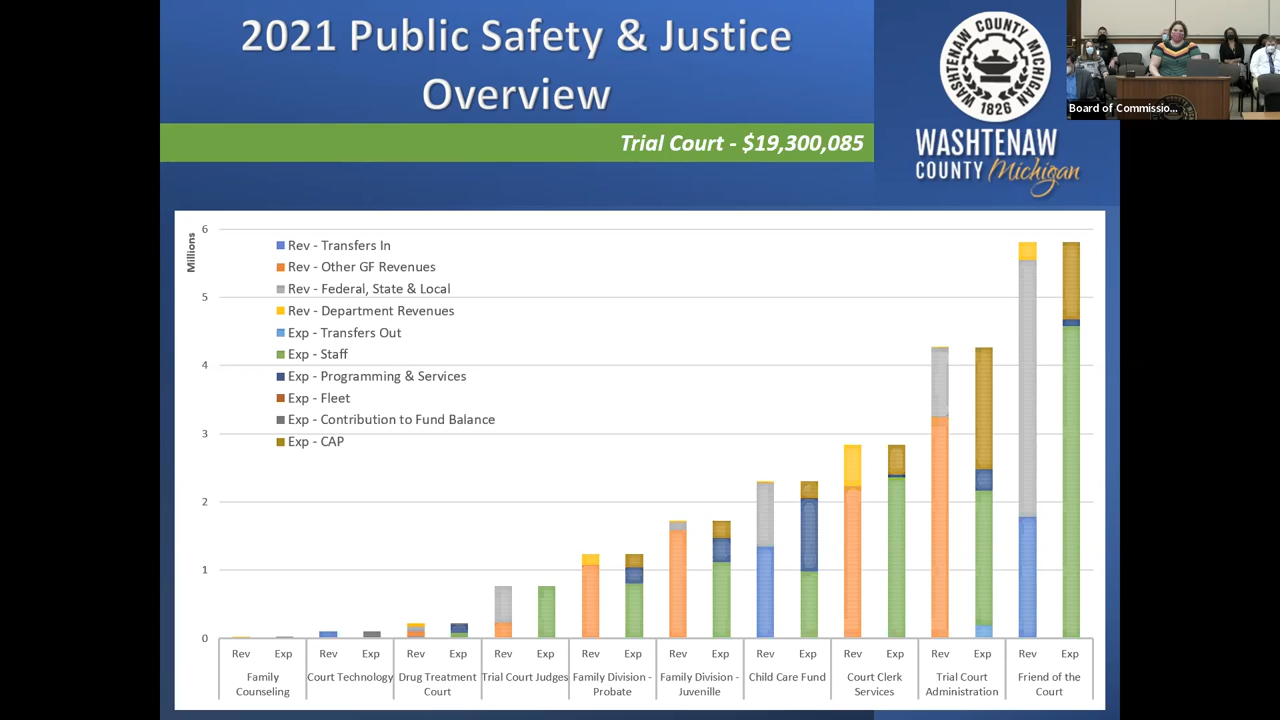 2021 Public Safety & Justice
Overview
Trial Court - $19,300,085
WASHTENAW COUNTY MICHIGAN
1826
WASHTENAW
COUNTY Michigan
Board of Commissio...
Millions
6
5
4
3
2
1
0
Rev - Transfers In
Rev - Other GF Revenues
Rev - Federal, State & Local
Rev - Department Revenues
Exp - Transfers Out
Exp - Staff
Exp - Programming & Services
Exp - Fleet
Exp - Contribution to Fund Balance
Exp - CAP
Rev Exp Rev Exp Rev Exp Rev Exp Rev Exp Rev Exp Rev Exp Rev Exp Rev Exp Rev Exp
Family
Counseling
Court Technology
Drug Treatment
Court
Trial Court Judges
Family Division -
Probate
Family Division -
Juvenille
Child Care Fund
Court Clerk
Services
Trial Court
Administration
Friend of the
Court